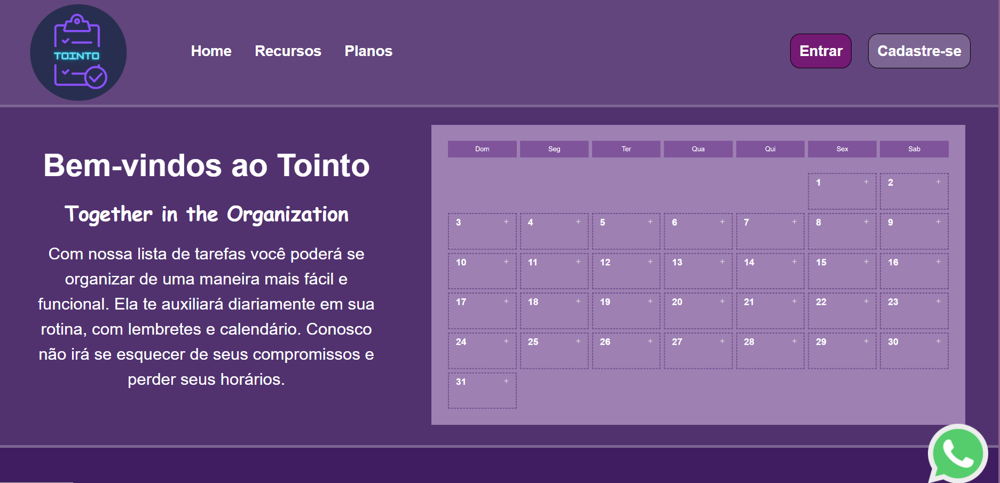 TOINTO
Home Recursos Planos
Entrar Cadastre-se
Bem-vindos ao Tointo
Together in the Organization
Com nossa lista de tarefas você poderá se
organizar de uma maneira mais fácil e
funcional. Ela te auxiliará diariamente em sua
rotina, com lembretes e calendário. Conosco
não irá se esquecer de seus compromissos e
perder seus horários.
Dom Seg Ter Qua Qui Sex Sab
1 + 2 +
3 + 4 + 5 + 6 + 7 + 8 + 9 +
10 + 11 + 12 + 13 + 14 + 15 + 16 +
17 + 18 + 19 + 20 + 21 + 22 + 23 +
24 + 25 + 26 + 27 + 28 + 29 + 30 +
31 +